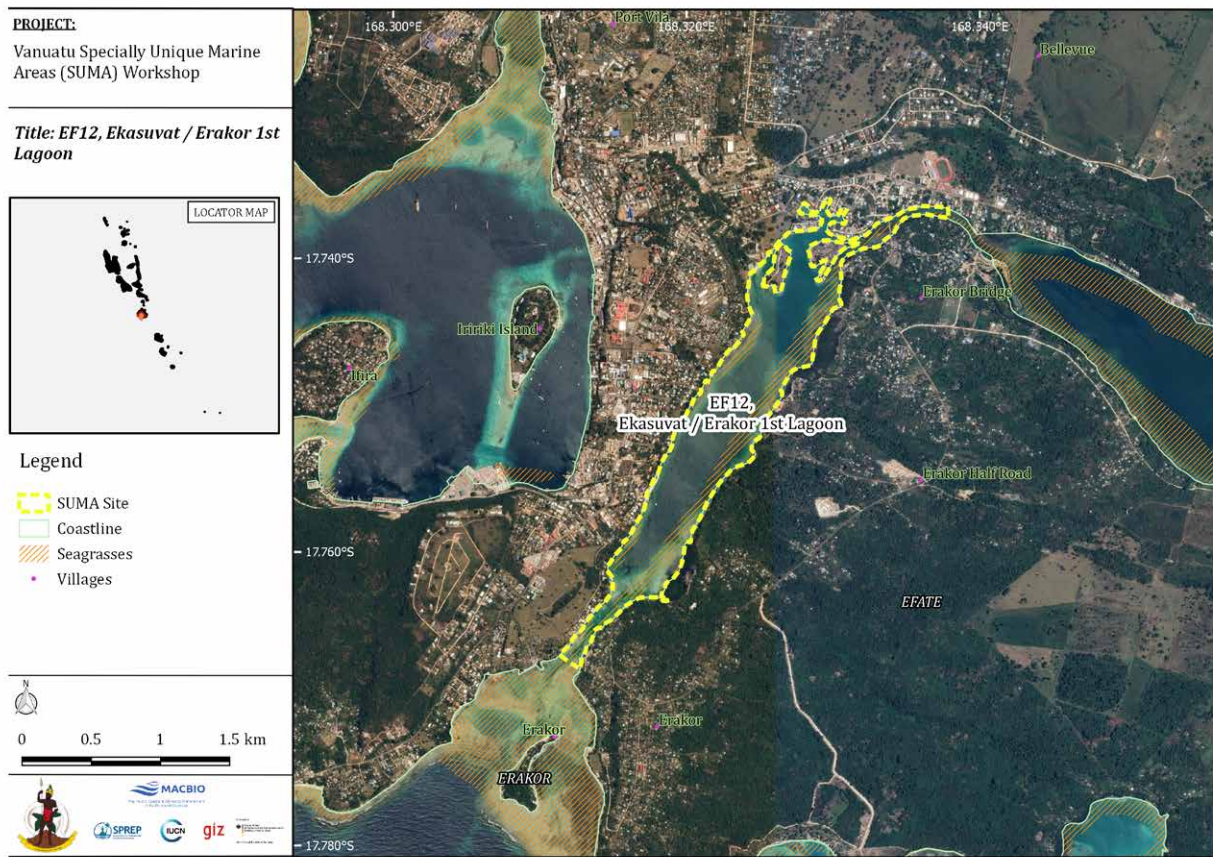 PROJECT:
Vanuatu Specially Unique Marine
Areas (SUMA) Workshop
Title: EF12, Ekasuvat / Erakor 1st
Lagoon
LOCATOR MAP
Legend
SUMA Site
Coastline
Seagrasses
Villages
N
0 0.5 1 1.5 km
MACBIO
SPREP
IUCN
giz
168.300°E
Port Vila
168.320°E
168.340°E
Bellevue
17.740°S
Iririki Island
Erakor Bridge
Ifira
EF12,
Ekasuvat / Erakor 1st Lagoon
Erakor Half Road
17.760°S
EFATE
Erakor
Erakor
ERAKOR
17.780°S